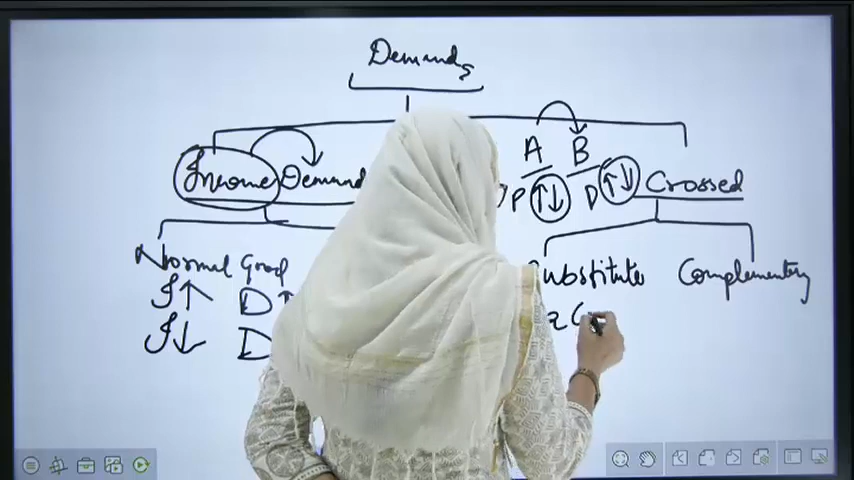 Demands
A B
Income Demand P ↑↓ D ↑↓ Crossed
Normal Good Substitute Complementary
I↑ D↑
I↓ D